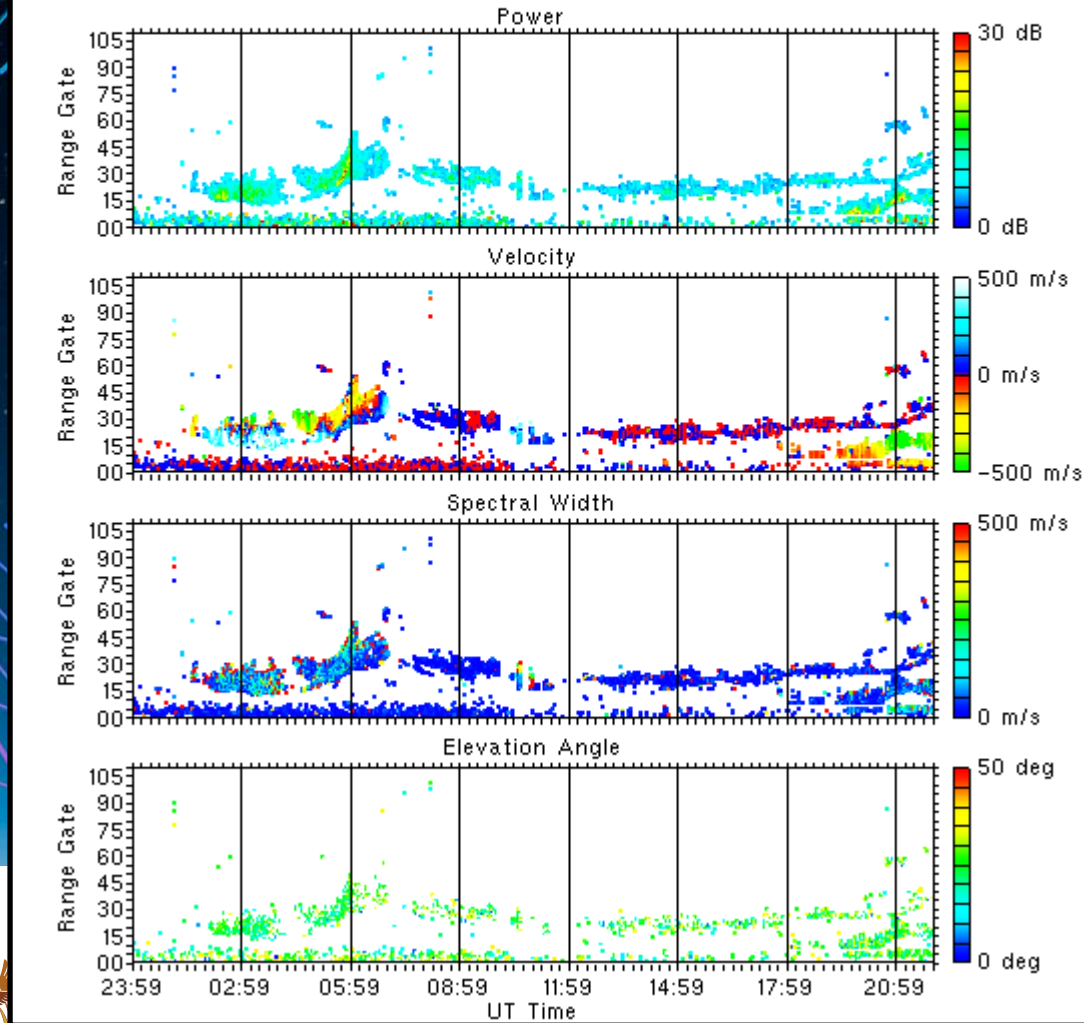 Power
105
90
75
60
45
30
15
00
Range Gate
30 dB
0 dB
Velocity
105
90
75
60
45
30
15
00
Range Gate
500 m/s
0 m/s
-500 m/s
Spectral Width
105
90
75
60
45
30
15
00
Range Gate
500 m/s
0 m/s
Elevation Angle
105
90
75
60
45
30
15
00
Range Gate
50 deg
0 deg
23:59 02:59 05:59 08:59 11:59 14:59 17:59 20:59
UT Time